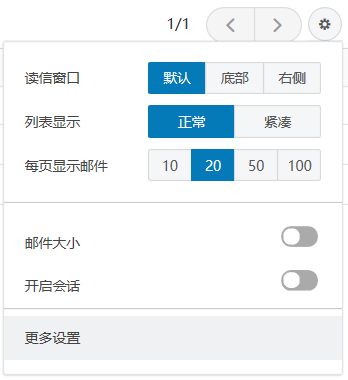 1/1
读信窗口 默认 底部 右侧
列表显示 正常 紧凑
每页显示邮件 10 20 50 100
邮件大小
开启会话
更多设置